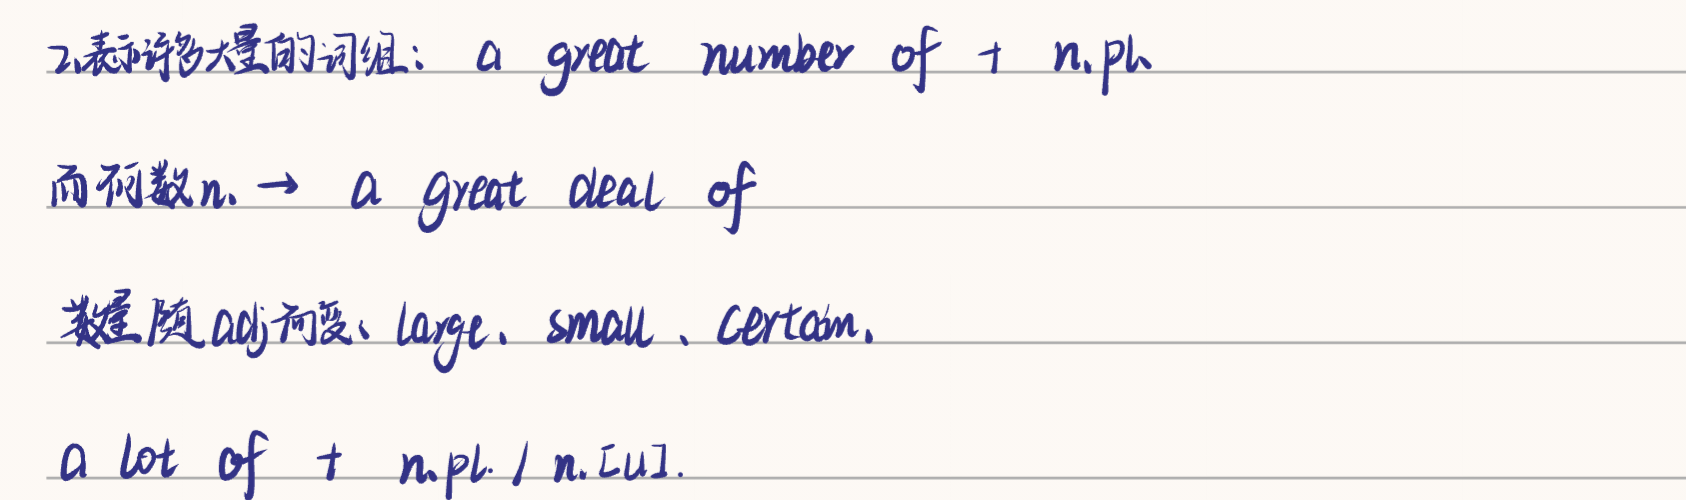 2.表示许多大量的词组: a great number of + n.pl.
而不可数n. → a great deal of
数量随adj而变、large、small、certain.
a lot of + n.pl. / n.[u].